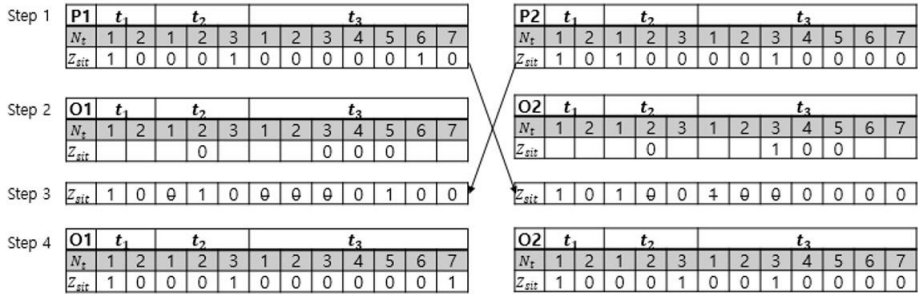 Step 1 P1 t₁ t₂ t₃ P2 t₁ t₂ t₃
Nₜ 1 2 1 2 3 1 2 3 4 5 6 7 Nₜ 1 2 1 2 3 1 2 3 4 5 6 7
Zₛᵢₜ 1 0 0 0 1 0 0 0 0 0 1 0 Zₛᵢₜ 1 0 1 0 0 0 0 1 0 0 0 0
Step 2 O1 t₁ t₂ t₃ O2 t₁ t₂ t₃
Nₜ 1 2 1 2 3 1 2 3 4 5 6 7 Nₜ 1 2 1 2 3 1 2 3 4 5 6 7
Zₛᵢₜ 0 0 0 0 Zₛᵢₜ 0 1 0 0
Step 3 Zₛᵢₜ 1 0 0 1 0 0 0 0 0 1 0 0 Zₛᵢₜ 1 0 1 0 0 1 0 0 0 0 0 0
Step 4 O1 t₁ t₂ t₃ O2 t₁ t₂ t₃
Nₜ 1 2 1 2 3 1 2 3 4 5 6 7 Nₜ 1 2 1 2 3 1 2 3 4 5 6 7
Zₛᵢₜ 1 0 0 0 1 0 0 0 0 0 0 1 Zₛᵢₜ 1 0 0 0 1 0 0 1 0 0 0 0